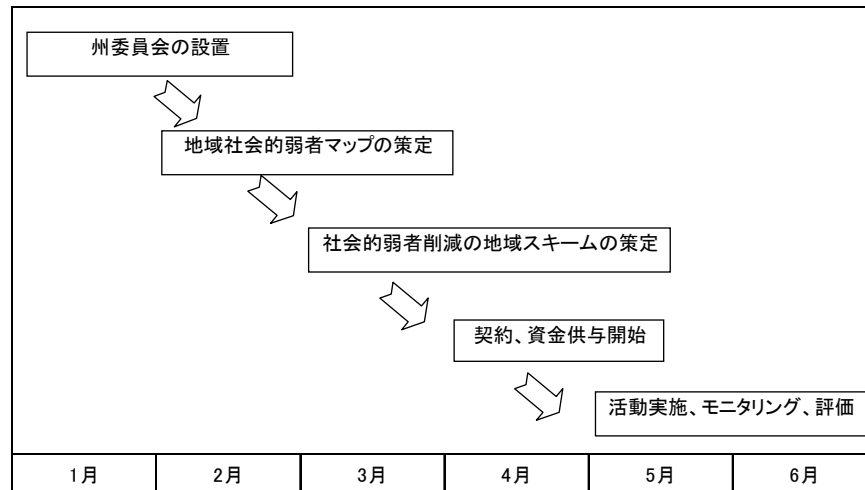 州委員会の設置
地域社会的弱者マップの策定
社会的弱者削減の地域スキームの策定
契約、資金供与開始
活動実施、モニタリング、評価
1月 2月 3月 4月 5月 6月